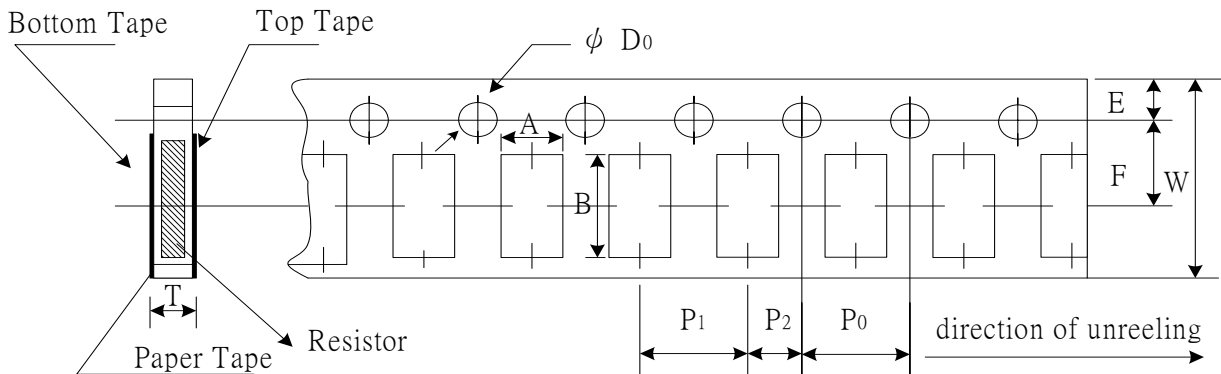 Bottom Tape
Top Tape
ϕ D0
E
A
F
W
B
T
P1
P2
P0
direction of unreeling
Resistor
Paper Tape